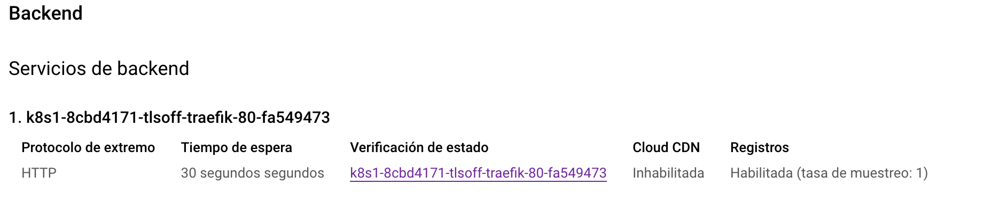 Backend
Servicios de backend
1. k8s1-8cbd4171-tlsoff-traefik-80-fa549473
Protocolo de extremo Tiempo de espera Verificación de estado Cloud CDN Registros
HTTP 30 segundos segundos k8s1-8cbd4171-tlsoff-traefik-80-fa549473 Inhabilitada Habilitada (tasa de muestreo: 1)